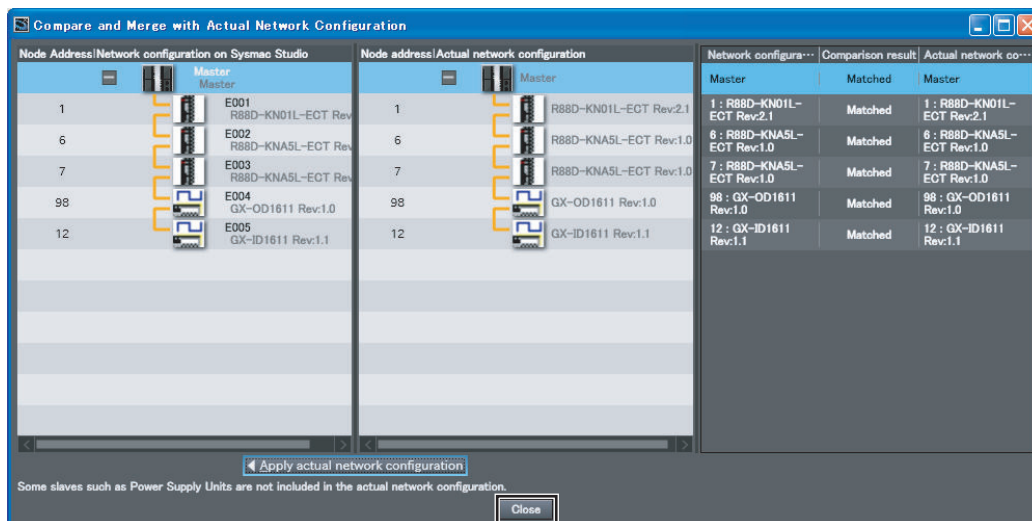 Compare and Merge with Actual Network Configuration
Node Address|Network configuration on Sysmac Studio
Master
Master
1
E001
R88D-KN01L-ECT Rev
6
E002
R88D-KNA5L-ECT Rev
7
E003
R88D-KNA5L-ECT Rev
98
E004
GX-OD1611 Rev:1.0
12
E005
GX-ID1611 Rev:1.1
Node address|Actual network configuration
Master
1
R88D-KN01L-ECT Rev:2.1
6
R88D-KNA5L-ECT Rev:1.0
7
R88D-KNA5L-ECT Rev:1.0
98
GX-OD1611 Rev:1.0
12
GX-ID1611 Rev:1.1
Network configura… Comparison result Actual network co…
Master Matched Master
1 : R88D-KN01L-
ECT Rev:2.1
Matched
1 : R88D-KN01L-
ECT Rev:2.1
6 : R88D-KNA5L-
ECT Rev:1.0
Matched
6 : R88D-KNA5L-
ECT Rev:1.0
7 : R88D-KNA5L-
ECT Rev:1.0
Matched
7 : R88D-KNA5L-
ECT Rev:1.0
98 : GX-OD1611
Rev:1.0
Matched
98 : GX-OD1611
Rev:1.0
12 : GX-ID1611
Rev:1.1
Matched
12 : GX-ID1611
Rev:1.1
Apply actual network configuration
Some slaves such as Power Supply Units are not included in the actual network configuration.
Close